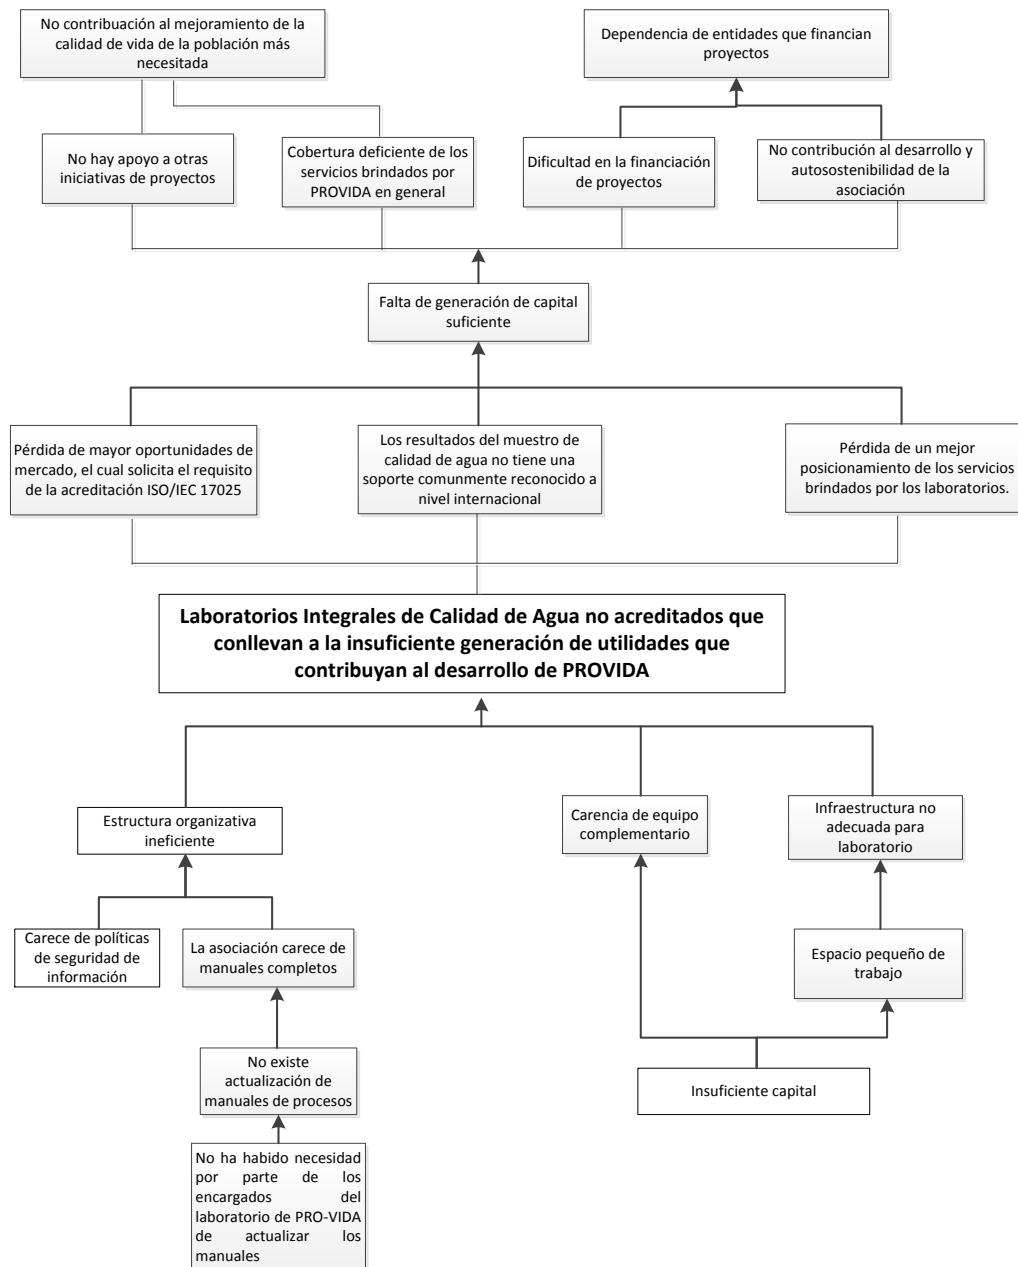 No contribuación al mejoramiento de la
calidad de vida de la población más
necesitada
Dependencia de entidades que financian
proyectos
No hay apoyo a otras
iniciativas de proyectos
Cobertura deficiente de los
servicios brindados por
PROVIDA en general
Dificultad en la financiación
de proyectos
No contribución al desarrollo y
autosostenibilidad de la
asociación
Falta de generación de capital
suficiente
Pérdida de mayor oportunidades de
mercado, el cual solicita el requisito
de la acreditación ISO/IEC 17025
Los resultados del muestro de
calidad de agua no tiene una
soporte comunmente reconocido a
nivel internacional
Pérdida de un mejor
posicionamiento de los servicios
brindados por los laboratorios.
Laboratorios Integrales de Calidad de Agua no acreditados que
conllevan a la insuficiente generación de utilidades que
contribuyan al desarrollo de PROVIDA
Estructura organizativa
ineficiente
Carencia de equipo
complementario
Infraestructura no
adecuada para
laboratorio
Carece de políticas
de seguridad de
información
La asociación carece de
manuales completos
Espacio pequeño de
trabajo
No existe
actualización de
manuales de procesos
Insuficiente capital
No ha habido necesidad
por parte de los
encargados del
laboratorio de PRO-VIDA
de actualizar los
manuales